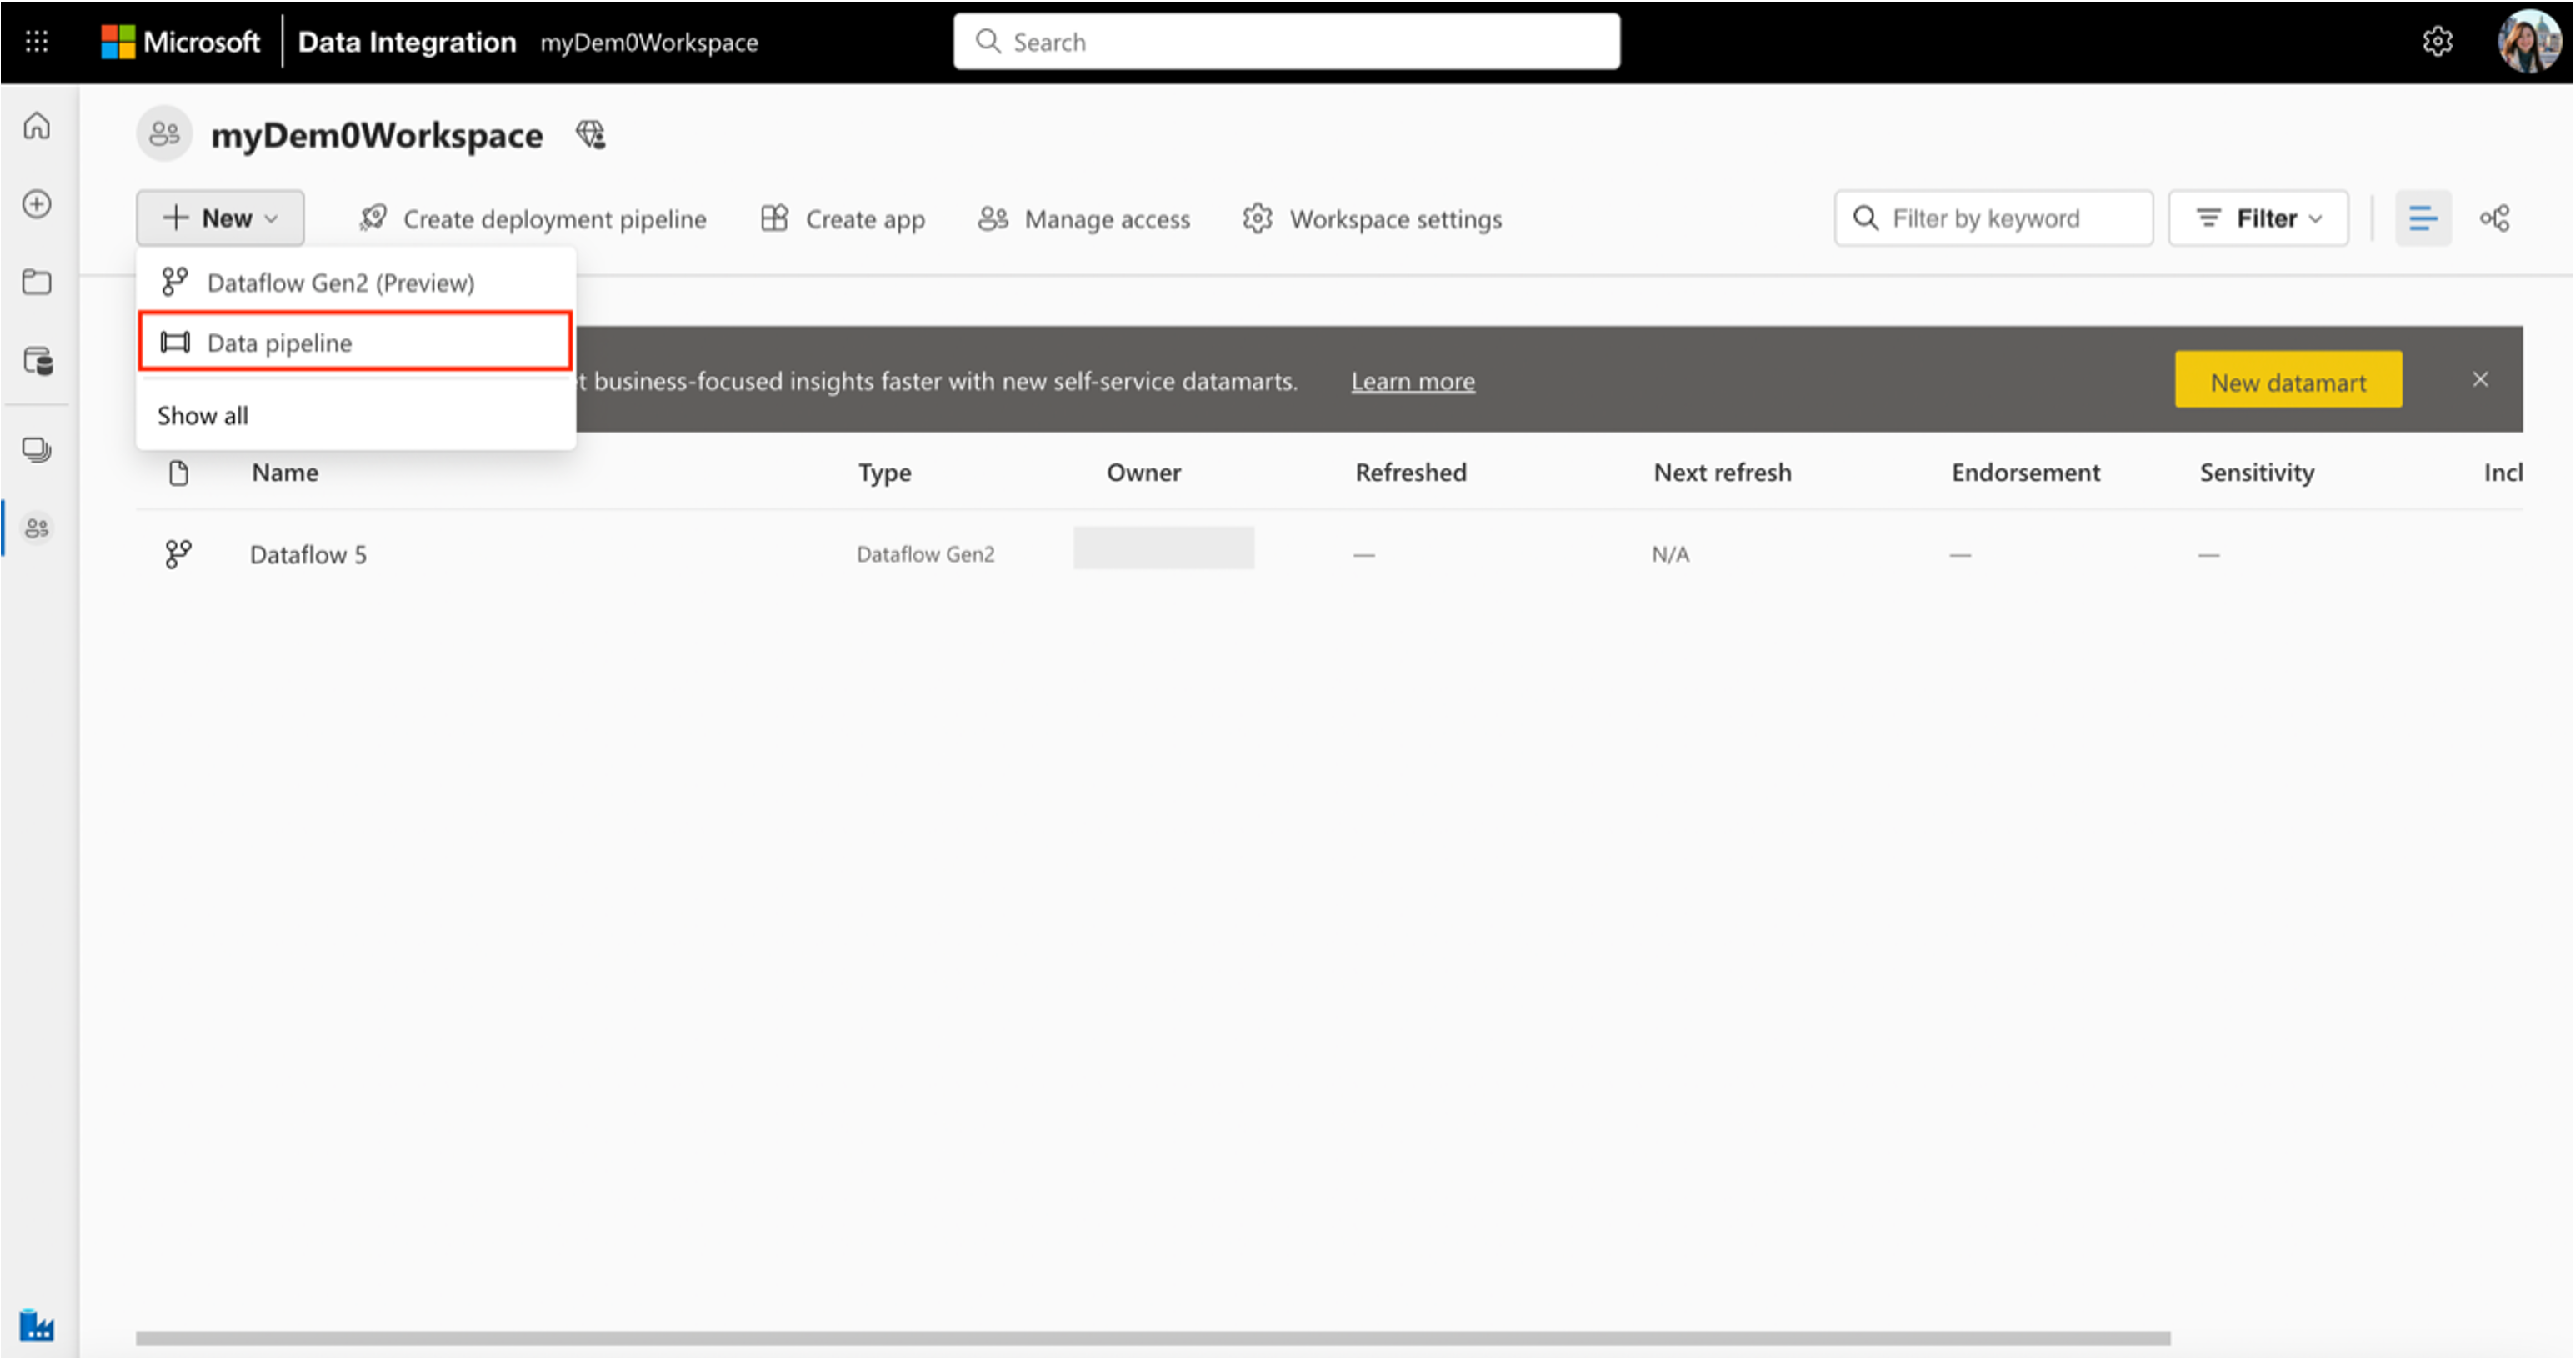 Microsoft Data Integration myDem0Workspace Search
myDem0Workspace
New Create deployment pipeline Create app Manage access Workspace settings Filter by keyword Filter
Dataflow Gen2 (Preview)
Data pipeline
Show all
t business-focused insights faster with new self-service datamarts. Learn more New datamart
Name Type Owner Refreshed Next refresh Endorsement Sensitivity Incl
Dataflow 5 Dataflow Gen2 — N/A — —